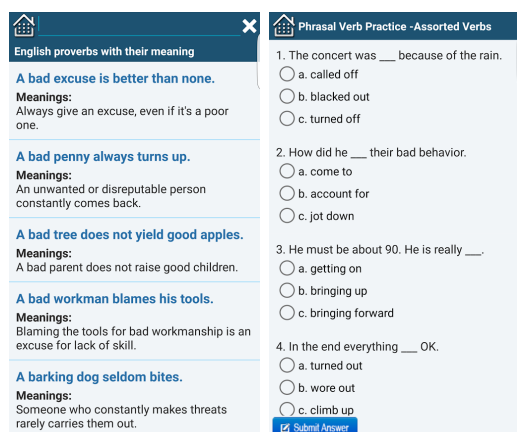 English proverbs with their meaning
A bad excuse is better than none.
Meanings:
Always give an excuse, even if it's a poor
one.
A bad penny always turns up.
Meanings:
An unwanted or disreputable person
constantly comes back.
A bad tree does not yield good apples.
Meanings:
A bad parent does not raise good children.
A bad workman blames his tools.
Meanings:
Blaming the tools for bad workmanship is an
excuse for lack of skill.
A barking dog seldom bites.
Meanings:
Someone who constantly makes threats
rarely carries them out.
Phrasal Verb Practice -Assorted Verbs
1. The concert was ___ because of the rain.
a. called off
b. blacked out
c. turned off
2. How did he ___ their bad behavior.
a. come to
b. account for
c. jot down
3. He must be about 90. He is really ___.
a. getting on
b. bringing up
c. bringing forward
4. In the end everything ___ OK.
a. turned out
b. wore out
c. climb up
Submit Answer